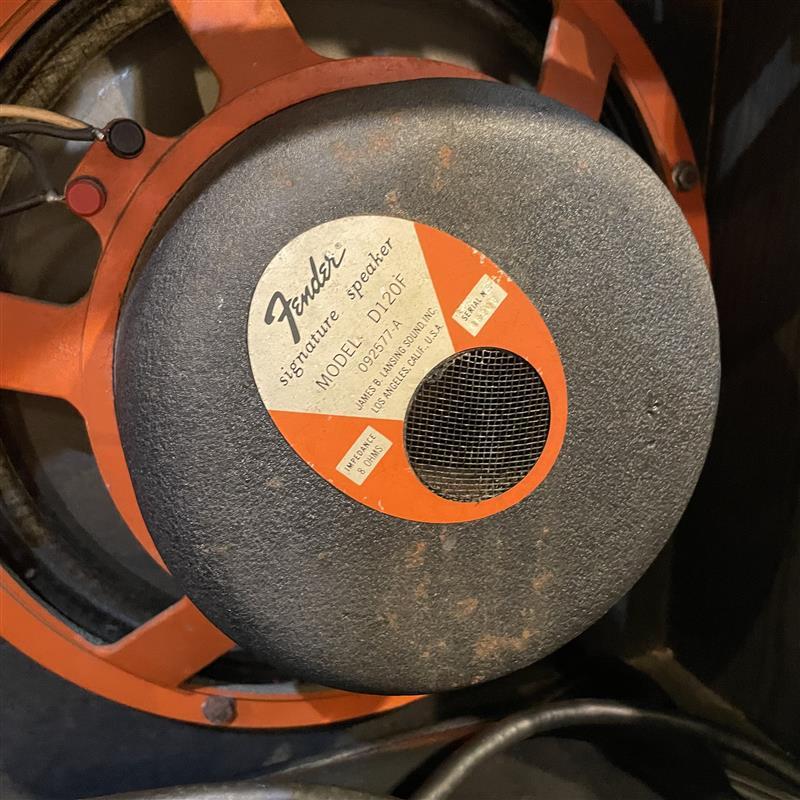 Fender®
signature speaker
MODEL D120F
092577-A
JAMES B. LANSING SOUND, INC.
LOS ANGELES, CALIF., U.S.A.
SERIAL №
IMPEDANCE
8 OHMS